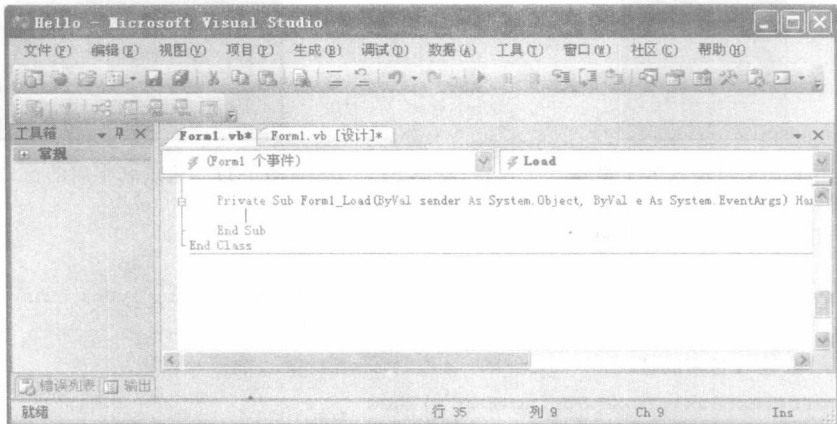 Hello - Microsoft Visual Studio
文件(F) 编辑(E) 视图(V) 项目(P) 生成(B) 调试(D) 数据(A) 工具(T) 窗口(W) 社区(C) 帮助(H)
工具箱
常规
Form1.vb* Form1.vb [设计]*
(Form1 个事件) Load
Private Sub Form1_Load(ByVal sender As System.Object, ByVal e As System.EventArgs) Ha
End Sub
End Class
错误列表 输出
就绪 行 35 列 9 Ch 9 Ins